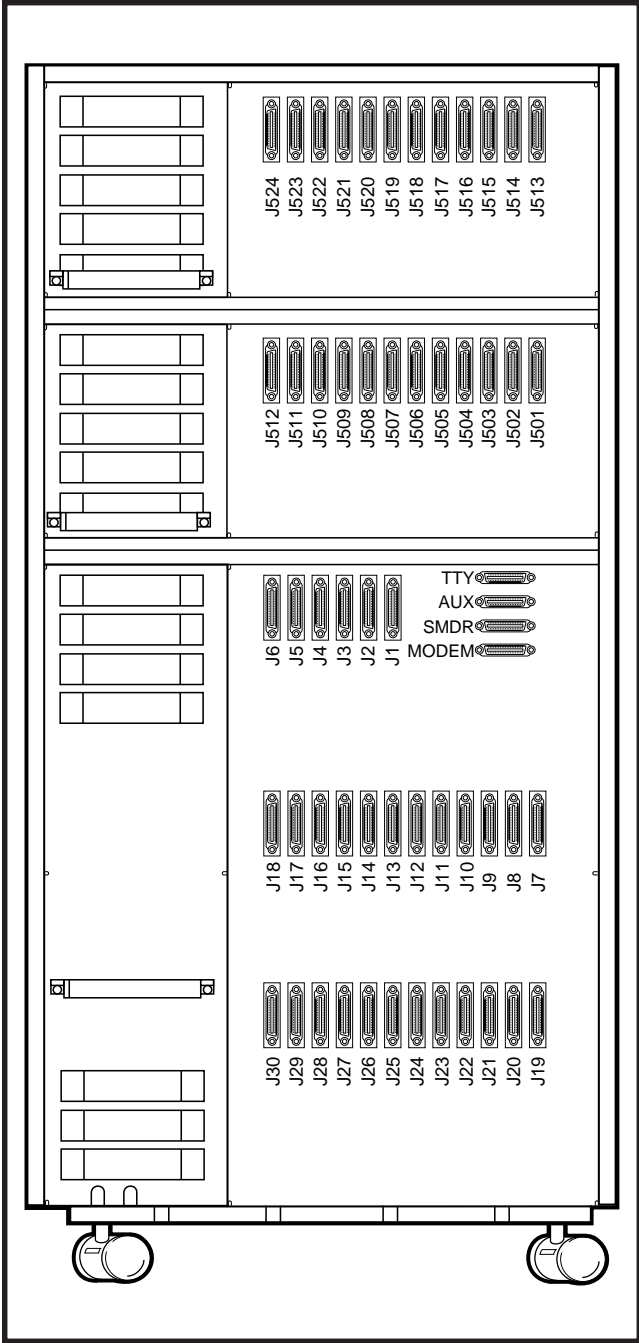 J524 J523 J522 J521 J520 J519 J518 J517 J516 J515 J514 J513
J512 J511 J510 J509 J508 J507 J506 J505 J504 J503 J502 J501
TTY
AUX
SMDR
MODEM
J6 J5 J4 J3 J2 J1
J18 J17 J16 J15 J14 J13 J12 J11 J10 J9 J8 J7
J30 J29 J28 J27 J26 J25 J24 J23 J22 J21 J20 J19